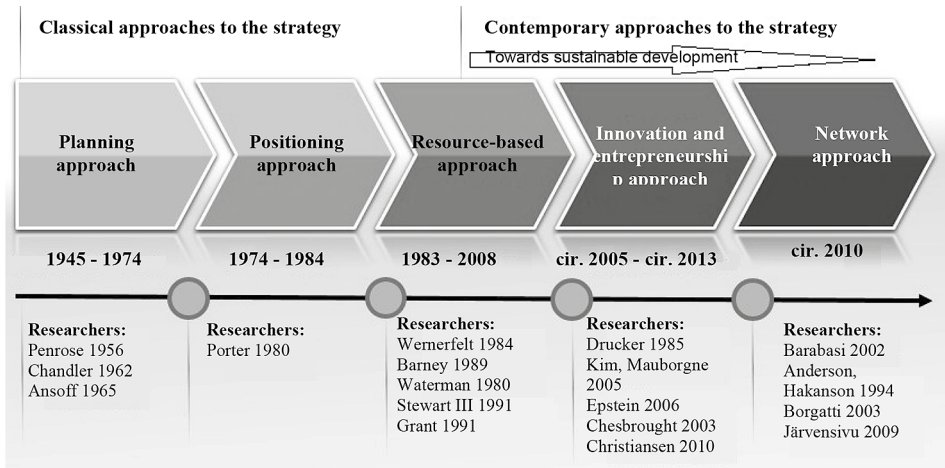 Classical approaches to the strategy
Contemporary approaches to the strategy
Towards sustainable development
Planning
approach
Positioning
approach
Resource-based
approach
Innovation and
entrepreneurshi
p approach
Network
approach
1945 - 1974
1974 - 1984
1983 - 2008
cir. 2005 - cir. 2013
cir. 2010
Researchers:
Penrose 1956
Chandler 1962
Ansoff 1965
Researchers:
Porter 1980
Researchers:
Wernerfelt 1984
Barney 1989
Waterman 1980
Stewart III 1991
Grant 1991
Researchers:
Drucker 1985
Kim, Mauborgne
2005
Epstein 2006
Chesbrought 2003
Christiansen 2010
Researchers:
Barabasi 2002
Anderson,
Hakanson 1994
Borgatti 2003
Järvensivu 2009